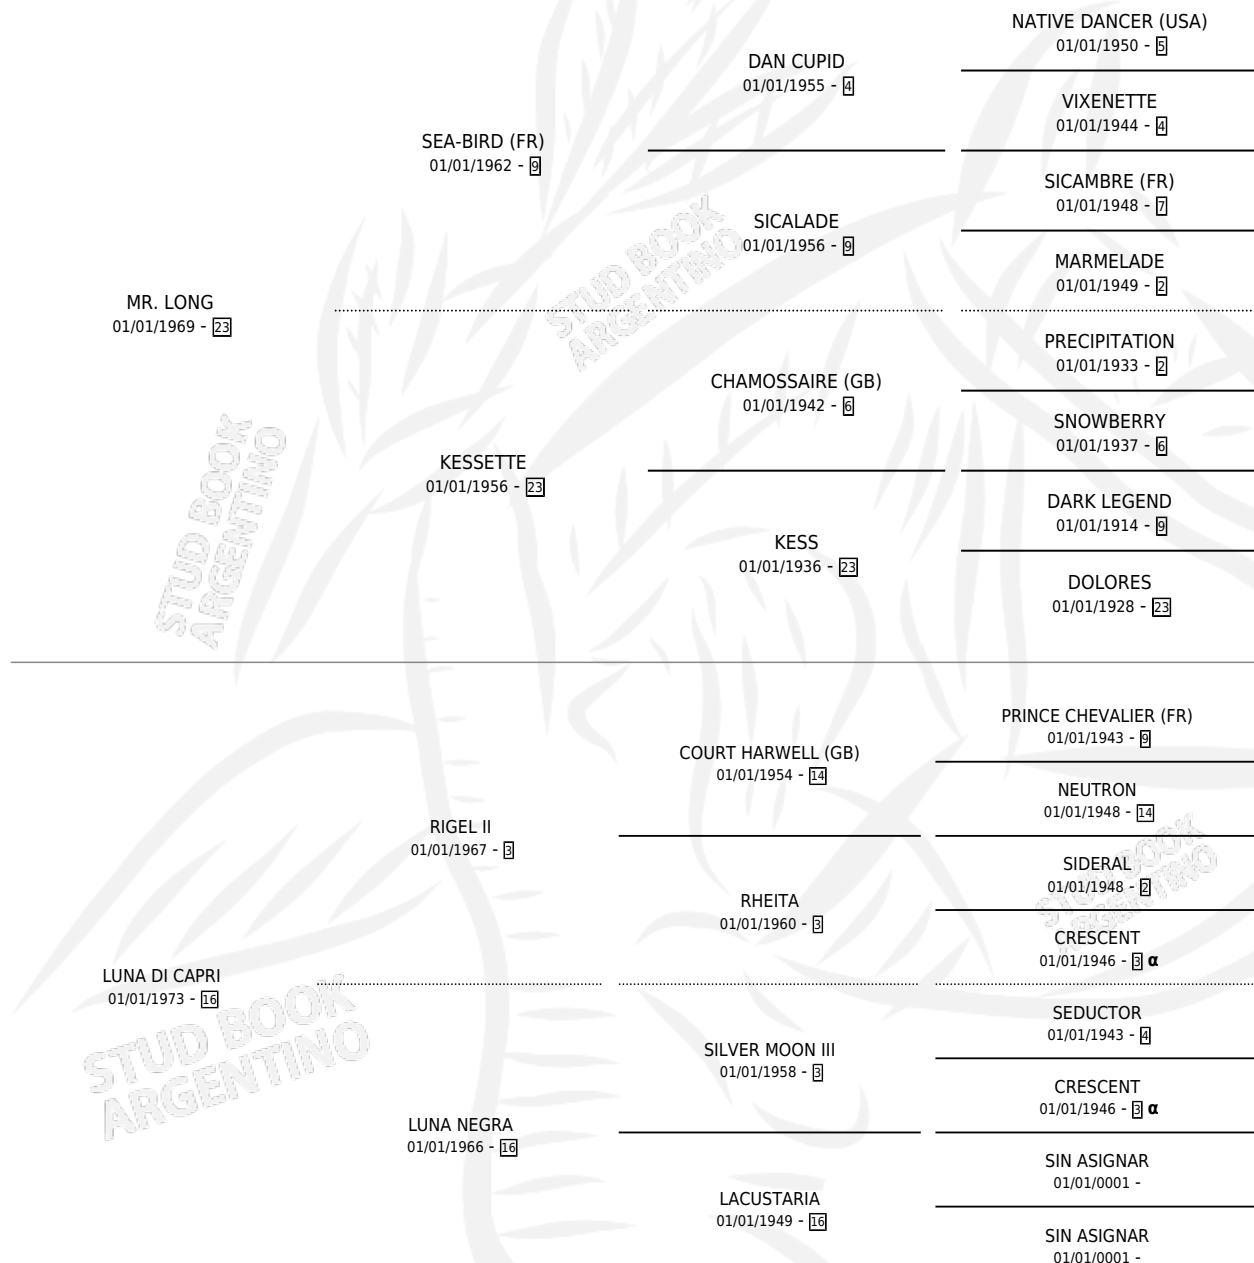 NATIVE DANCER (USA)
01/01/1950 - 5
DAN CUPID
01/01/1955 - 4
VIXENETTE
01/01/1944 - 4
SEA-BIRD (FR)
01/01/1962 - 9
SICAMBRE (FR)
01/01/1948 - 7
SICALADE
01/01/1956 - 9
MARMELADE
01/01/1949 - 2
MR. LONG
01/01/1969 - 23
PRECIPITATION
01/01/1933 - 2
CHAMOSSAIRE (GB)
01/01/1942 - 6
SNOWBERRY
01/01/1937 - 6
KESSETTE
01/01/1956 - 23
DARK LEGEND
01/01/1914 - 9
KESS
01/01/1936 - 23
DOLORES
01/01/1928 - 23
PRINCE CHEVALIER (FR)
01/01/1943 - 9
COURT HARWELL (GB)
01/01/1954 - 14
NEUTRON
01/01/1948 - 14
RIGEL II
01/01/1967 - 3
SIDERAL
01/01/1948 - 2
RHEITA
01/01/1960 - 3
CRESCENT
01/01/1946 - 3 α
LUNA DI CAPRI
01/01/1973 - 16
SEDUCTOR
01/01/1943 - 4
SILVER MOON III
01/01/1958 - 3
CRESCENT
01/01/1946 - 3 α
LUNA NEGRA
01/01/1966 - 16
SIN ASIGNAR
01/01/0001 -
LACUSTARIA
01/01/1949 - 16
SIN ASIGNAR
01/01/0001 -
STUD BOOK
ARGENTINO
STUD BOOK
ARGENTINO
STUD BOOK
ARGENTINO
STUD BOOK
ARGENTINO